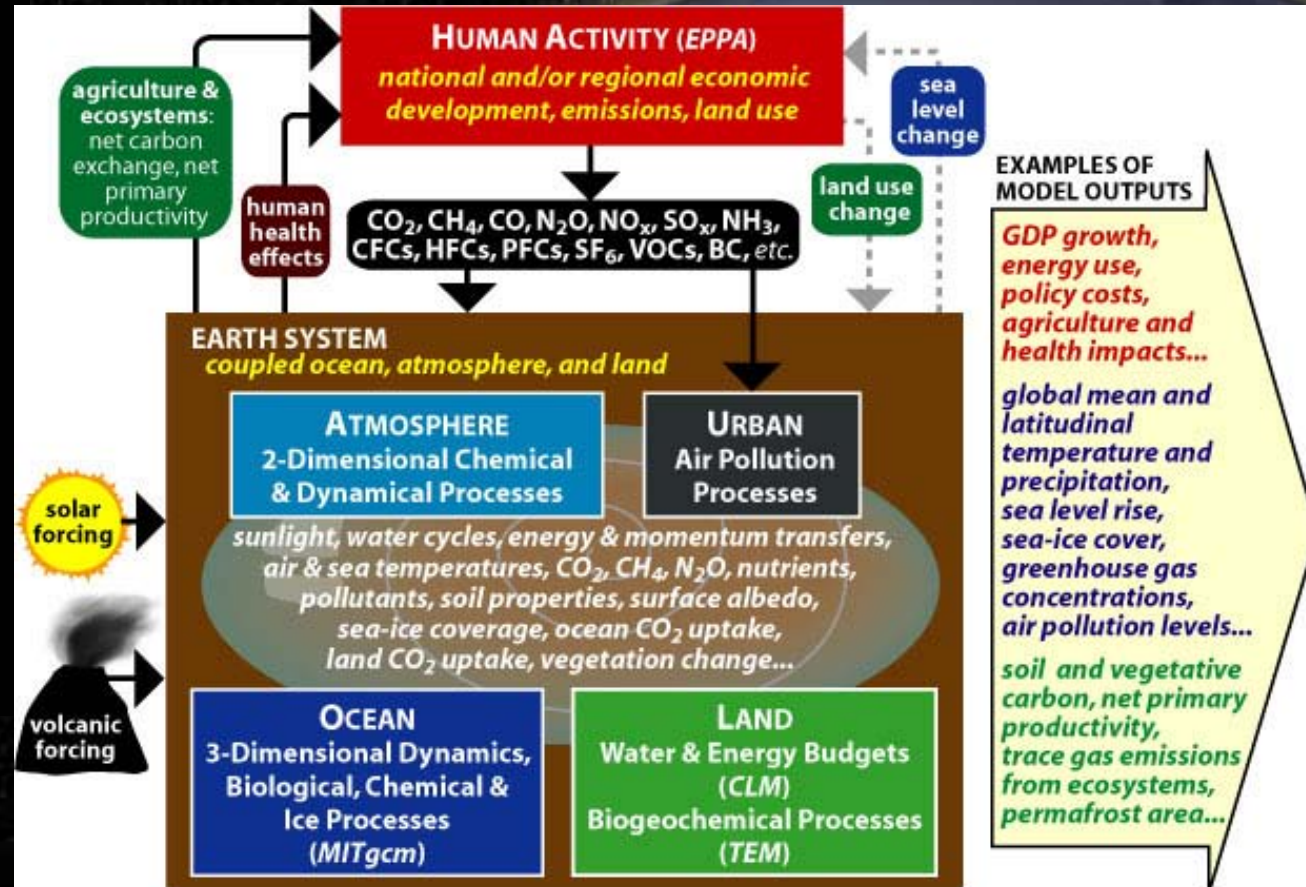 HUMAN ACTIVITY (EPPA)
national and/or regional economic
development, emissions, land use
agriculture &
ecosystems:
net carbon
exchange, net
primary
productivity
human
health
effects
sea
level
change
land use
change
CO₂, CH₄, CO, N₂O, NOₓ, SOₓ, NH₃,
CFCs, HFCs, PFCs, SF₆, VOCs, BC, etc.
EARTH SYSTEM
coupled ocean, atmosphere, and land
ATMOSPHERE
2-Dimensional Chemical
& Dynamical Processes
URBAN
Air Pollution
Processes
solar
forcing
sunlight, water cycles, energy & momentum transfers,
air & sea temperatures, CO₂, CH₄, N₂O, nutrients,
pollutants, soil properties, surface albedo,
sea-ice coverage, ocean CO₂ uptake,
land CO₂ uptake, vegetation change...
volcanic
forcing
OCEAN
3-Dimensional Dynamics,
Biological, Chemical &
Ice Processes
(MITgcm)
LAND
Water & Energy Budgets
(CLM)
Biogeochemical Processes
(TEM)
EXAMPLES OF
MODEL OUTPUTS
GDP growth,
energy use,
policy costs,
agriculture and
health impacts...
global mean and
latitudinal
temperature and
precipitation,
sea level rise,
sea-ice cover,
greenhouse gas
concentrations,
air pollution levels...
soil and vegetative
carbon, net primary
productivity,
trace gas emissions
from ecosystems,
permafrost area...